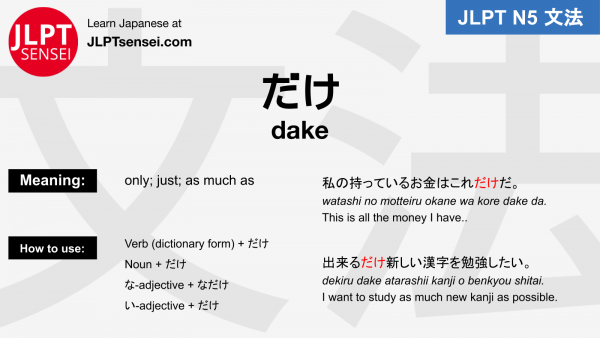 JLPT
SENSEI
Learn Japanese at
JLPTsensei.com
JLPT N5 文法
文法
だけ
dake
Meaning:
only; just; as much as
How to use:
Verb (dictionary form) + だけ
Noun + だけ
な-adjective + なだけ
い-adjective + だけ
私の持っているお金はこれだけだ。
watashi no motteiru okane wa kore dake da.
This is all the money I have..
出来るだけ新しい漢字を勉強したい。
dekiru dake atarashii kanji o benkyou shitai.
I want to study as much new kanji as possible.